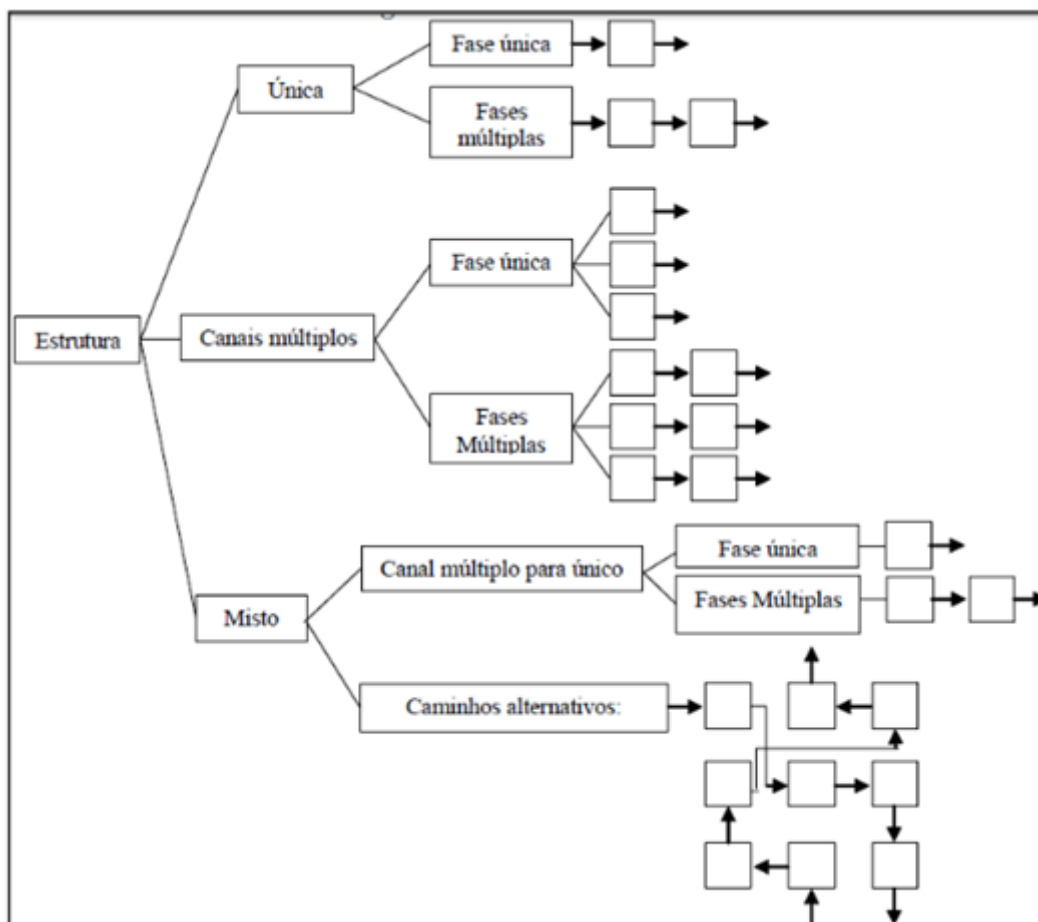 Fase única
Única
Fases
múltiplas
Fase única
Estrutura
Canais múltiplos
Fases
Múltiplas
Fase única
Canal múltiplo para único
Fases Múltiplas
Misto
Caminhos alternativos: